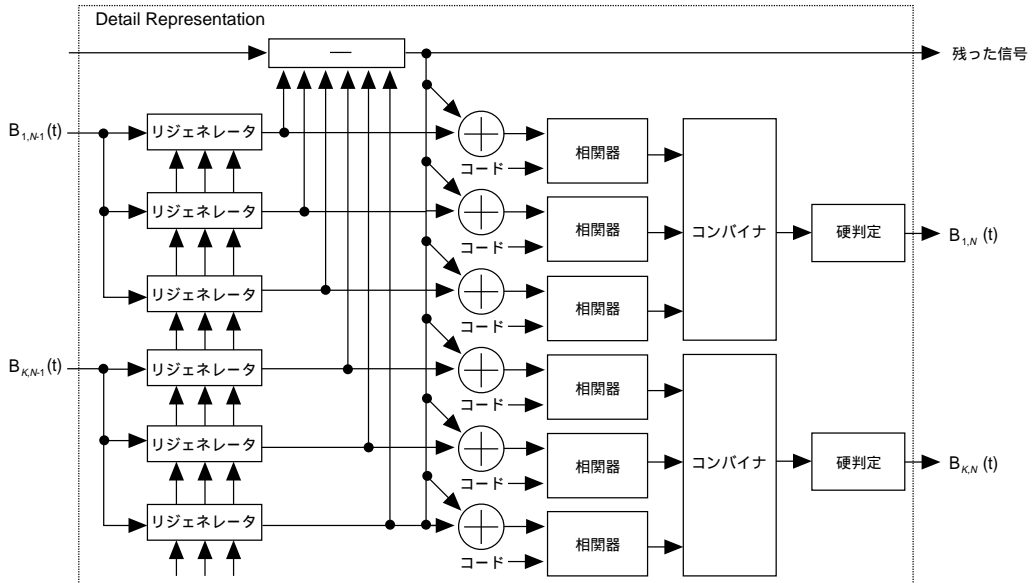 Detail Representation
残った信号
B1,N-1(t)
リジェネレータ
コード
相関器
リジェネレータ
コード
相関器
コンバイナ
硬判定
B1,N (t)
リジェネレータ
コード
相関器
BK,N-1(t)
リジェネレータ
コード
相関器
リジェネレータ
コード
相関器
コンバイナ
硬判定
BK,N (t)
リジェネレータ
コード
相関器